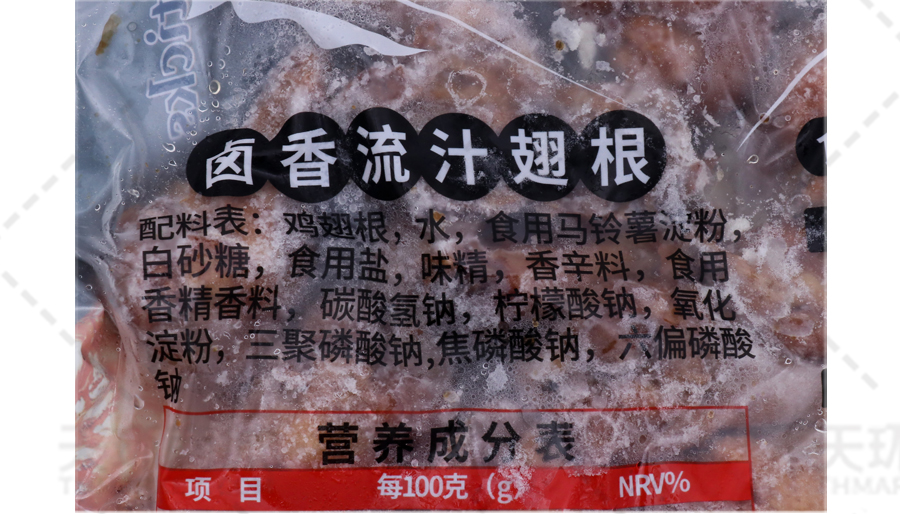 卤香流汁翅根
配料表：鸡翅根，水，食用马铃薯淀粉，
白砂糖，食用盐，味精，香辛料，食用
香精香料，碳酸氢钠，柠檬酸钠，氧化
淀粉，三聚磷酸钠,焦磷酸钠，六偏磷酸
钠
营养成分表
项 目 每100克（g） NRV%